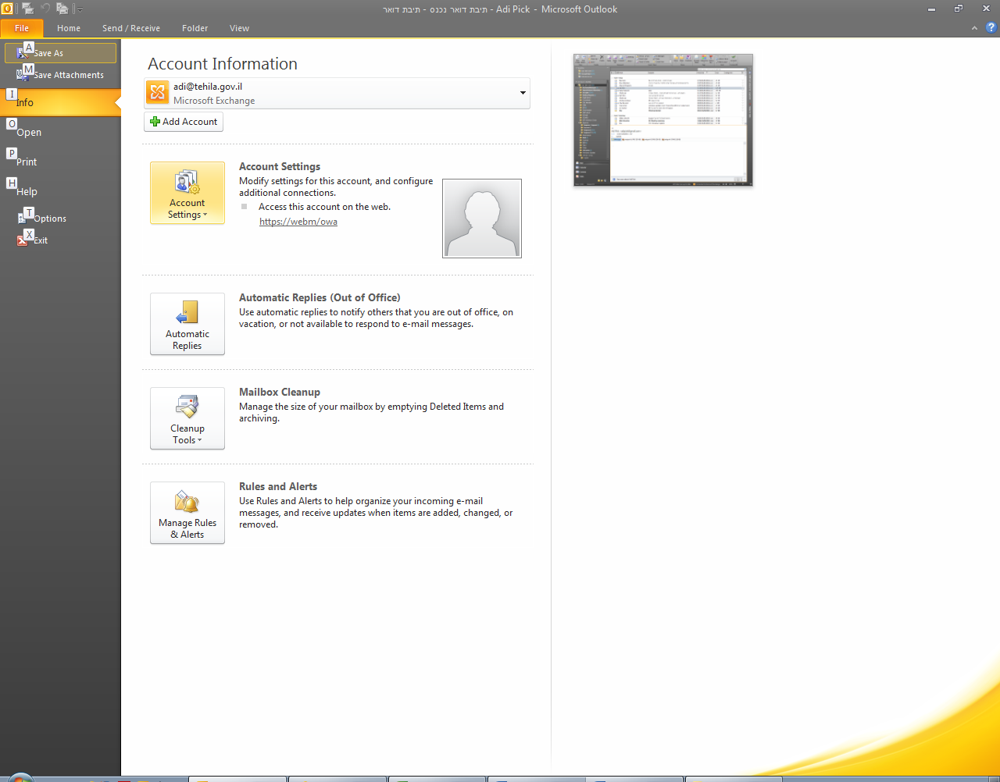 תיבת דואר נכנס - תיבת דואר - Adi Pick - Microsoft Outlook
File Home Send / Receive Folder View
A Save As
M Save Attachments
I Info
O Open
P Print
H Help
T Options
X Exit
Account Information
adi@tehila.gov.il
Microsoft Exchange
Add Account
Account Settings
Account Settings
Modify settings for this account, and configure
additional connections.
Access this account on the web.
https://webm/owa
Automatic Replies
Automatic Replies (Out of Office)
Use automatic replies to notify others that you are out of office, on
vacation, or not available to respond to e-mail messages.
Cleanup Tools
Mailbox Cleanup
Manage the size of your mailbox by emptying Deleted Items and
archiving.
Manage Rules & Alerts
Rules and Alerts
Use Rules and Alerts to help organize your incoming e-mail
messages, and receive updates when items are added, changed, or
removed.